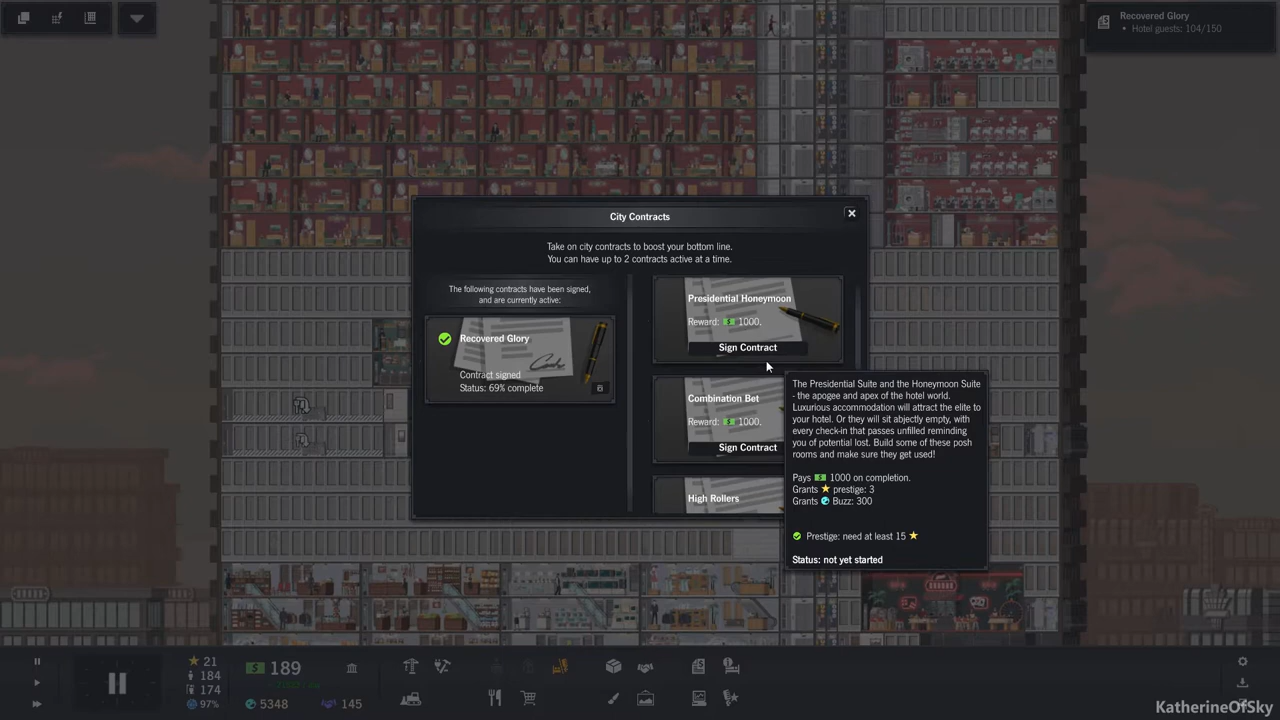 Recovered Glory
• Hotel guests: 104/150
City Contracts
Take on city contracts to boost your bottom line.
You can have up to 2 contracts active at a time.
The following contracts have been signed,
and are currently active:
Recovered Glory
Contract signed
Status: 69% complete
Presidential Honeymoon
Reward: 1000.
Sign Contract
Combination Bet
Reward: 1000.
Sign Contract
High Rollers
The Presidential Suite and the Honeymoon Suite
- the apogee and apex of the hotel world.
Luxurious accommodation will attract the elite to
your hotel. Or they will sit abjectly empty, with
every check-in that passes unfilled reminding
you of potential lost. Build some of these posh
rooms and make sure they get used!
Pays $ 1000 on completion.
Grants prestige: 3
Grants Buzz: 300
Prestige: need at least 15
Status: not yet started
21
184
174
97%
$ 189
5348
145
KatherineOfSky